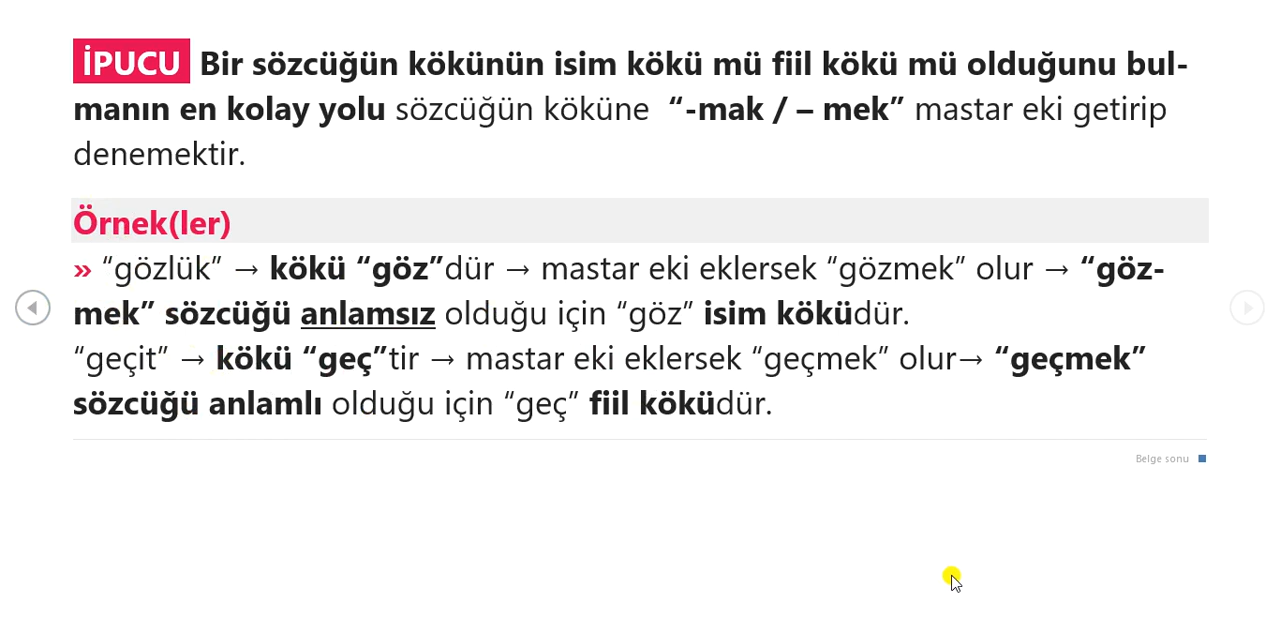 İPUCU Bir sözcüğün kökünün isim kökü mü fiil kökü mü olduğunu bul-
manın en kolay yolu sözcüğün köküne “-mak / – mek” mastar eki getirip
denemektir.
Örnek(ler)
» “gözlük” → kökü “göz”dür → mastar eki eklersek “gözmek” olur → “göz-
mek” sözcüğü anlamsız olduğu için “göz” isim köküdür.
“geçit” → kökü “geç”tir → mastar eki eklersek “geçmek” olur→ “geçmek”
sözcüğü anlamlı olduğu için “geç” fiil köküdür.
Belge sonu